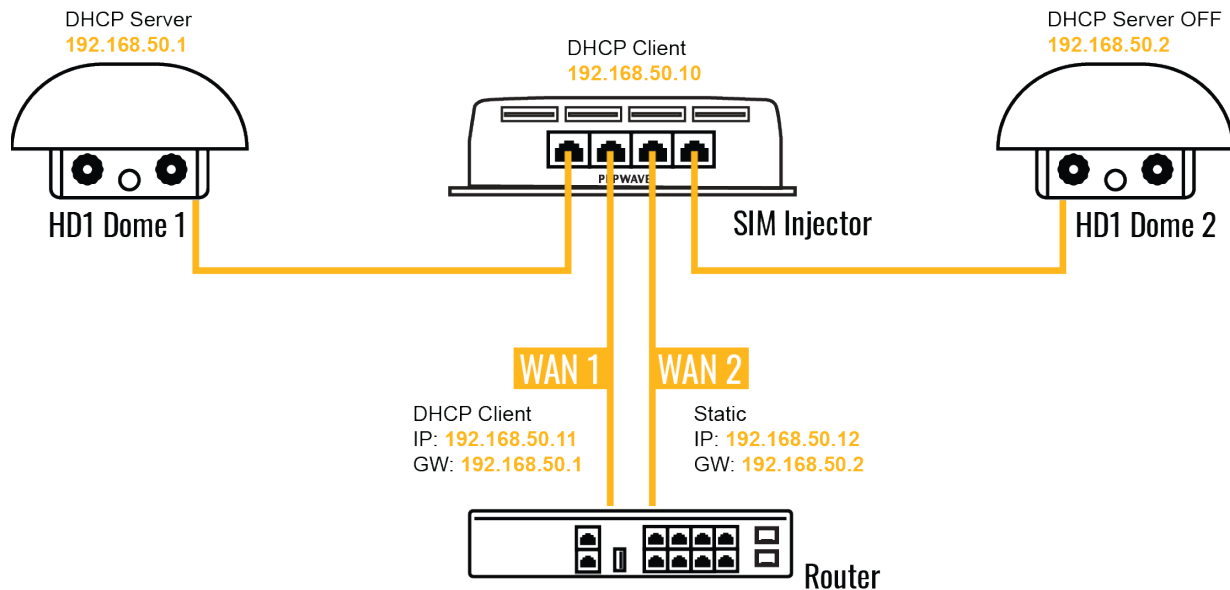 DHCP Server
192.168.50.1
DHCP Client
192.168.50.10
DHCP Server OFF
192.168.50.2
PEPWAVE
HD1 Dome 1
SIM Injector
HD1 Dome 2
WAN 1
WAN 2
DHCP Client
IP: 192.168.50.11
GW: 192.168.50.1
Static
IP: 192.168.50.12
GW: 192.168.50.2
Router